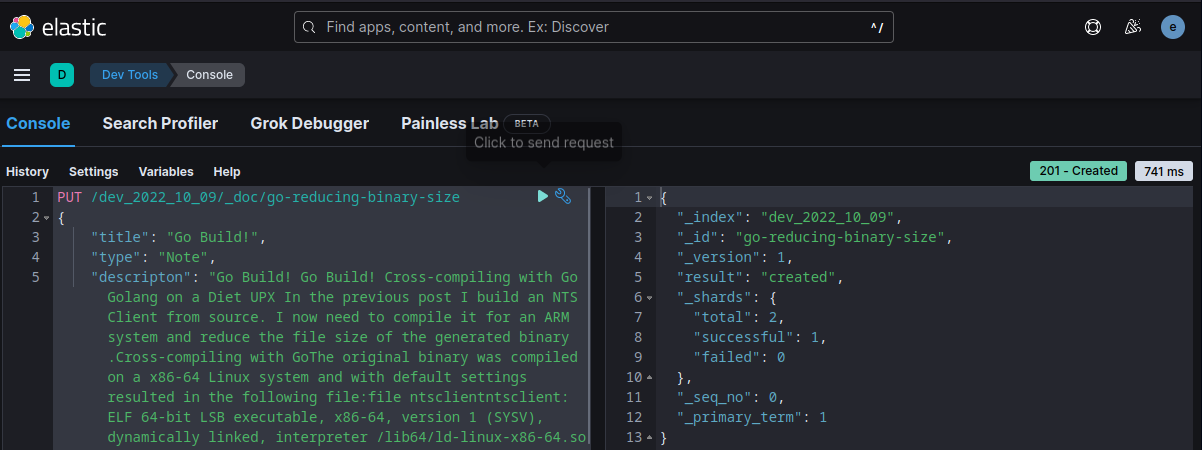 elastic
Find apps, content, and more. Ex: Discover
^/
e
D
Dev Tools
Console
Console
Search Profiler
Grok Debugger
Painless Lab
BETA
Click to send request
History
Settings
Variables
Help
201 - Created
741 ms
1 PUT /dev_2022_10_09/_doc/go-reducing-binary-size
2 {
3 "title": "Go Build!",
4 "type": "Note",
5 "descripton": "Go Build! Go Build! Cross-compiling with Go
Golang on a Diet UPX In the previous post I build an NTS
Client from source. I now need to compile it for an ARM
system and reduce the file size of the generated binary
.Cross-compiling with GoThe original binary was compiled
on a x86-64 Linux system and with default settings
resulted in the following file:file ntsclientntsclient:
ELF 64-bit LSB executable, x86-64, version 1 (SYSV),
dynamically linked, interpreter /lib64/ld-linux-x86-64.so
1 {
2 "_index": "dev_2022_10_09",
3 "_id": "go-reducing-binary-size",
4 "_version": 1,
5 "result": "created",
6 "_shards": {
7 "total": 2,
8 "successful": 1,
9 "failed": 0
10 },
11 "_seq_no": 0,
12 "_primary_term": 1
13 }